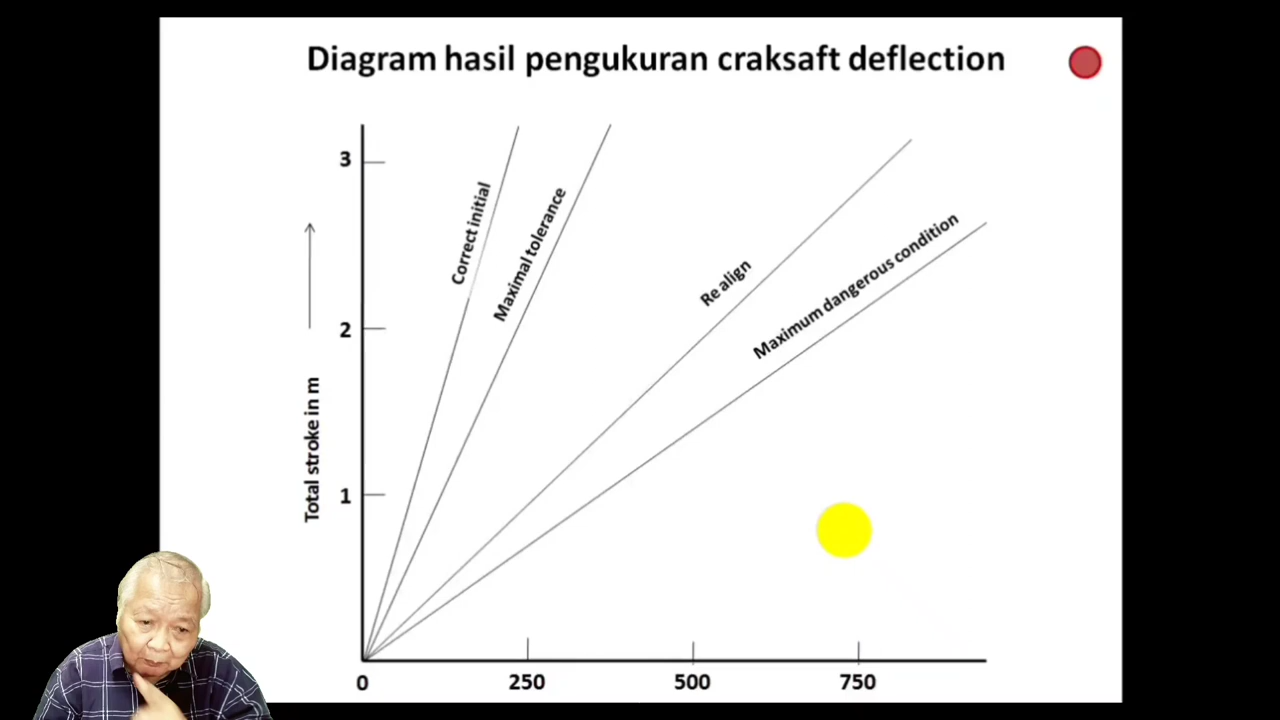 Diagram hasil pengukuran craksaft deflection
3
2
1
Total stroke in m
Correct initial
Maximal tolerance
Re align
Maximum dangerous condition
0 250 500 750